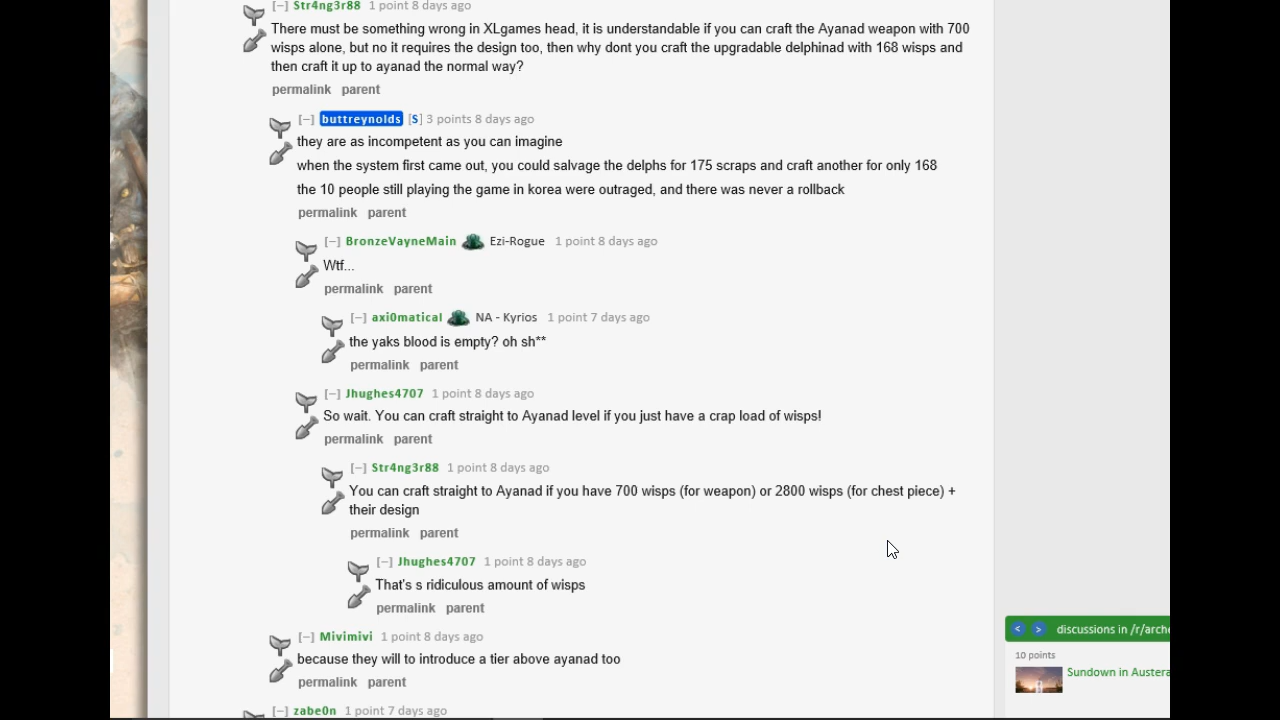 [–] Str4ng3r88 1 point 8 days ago
There must be something wrong in XLgames head, it is understandable if you can craft the Ayanad weapon with 700
wisps alone, but no it requires the design too, then why dont you craft the upgradable delphinad with 168 wisps and
then craft it up to ayanad the normal way?
permalink parent
[–] buttreynolds [S] 3 points 8 days ago
they are as incompetent as you can imagine
when the system first came out, you could salvage the delphs for 175 scraps and craft another for only 168
the 10 people still playing the game in korea were outraged, and there was never a rollback
permalink parent
[–] BronzeVayneMain Ezi-Rogue 1 point 8 days ago
Wtf...
permalink parent
[–] axi0matical NA - Kyrios 1 point 7 days ago
the yaks blood is empty? oh sh**
permalink parent
[–] Jhughes4707 1 point 8 days ago
So wait. You can craft straight to Ayanad level if you just have a crap load of wisps!
permalink parent
[–] Str4ng3r88 1 point 8 days ago
You can craft straight to Ayanad if you have 700 wisps (for weapon) or 2800 wisps (for chest piece) +
their design
permalink parent
[–] Jhughes4707 1 point 8 days ago
That's s ridiculous amount of wisps
permalink parent
[–] Mivimivi 1 point 8 days ago
because they will to introduce a tier above ayanad too
permalink parent
[–] zabe0n 1 point 7 days ago
< > discussions in /r/arche
10 points
Sundown in Austera